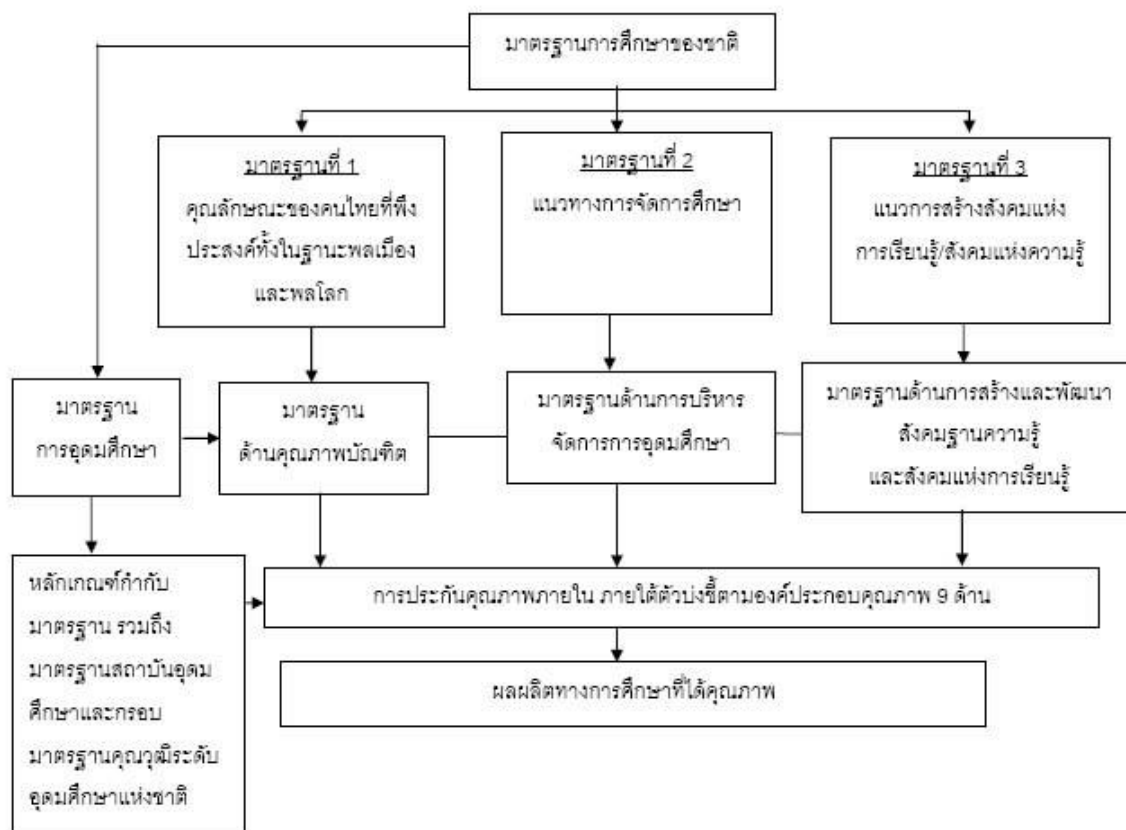 มาตรฐานการศึกษาของชาติ
มาตรฐานที่ 1
คุณลักษณะของคนไทยที่พึง
ประสงค์ทั้งในฐานะพลเมือง
และพลโลก
มาตรฐานที่ 2
แนวทางการจัดการศึกษา
มาตรฐานที่ 3
แนวการสร้างสังคมแห่ง
การเรียนรู้/สังคมแห่งความรู้
มาตรฐาน
การอุดมศึกษา
มาตรฐาน
ด้านคุณภาพบัณฑิต
มาตรฐานด้านการบริหาร
จัดการการอุดมศึกษา
มาตรฐานด้านการสร้างและพัฒนา
สังคมฐานความรู้
และสังคมแห่งการเรียนรู้
หลักเกณฑ์กำกับ
มาตรฐาน รวมถึง
มาตรฐานสถาบันอุดม
ศึกษาและกรอบ
มาตรฐานคุณวุฒิระดับ
อุดมศึกษาแห่งชาติ
การประกันคุณภาพภายใน ภายใต้ตัวบ่งชี้ตามองค์ประกอบคุณภาพ 9 ด้าน
ผลผลิตทางการศึกษาที่ได้คุณภาพ